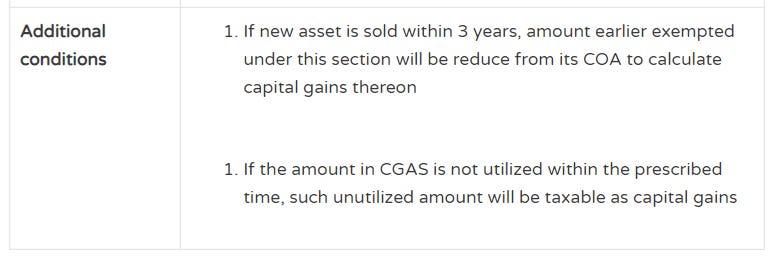 Additional
conditions
1. If new asset is sold within 3 years, amount earlier exempted
under this section will be reduce from its COA to calculate
capital gains thereon
1. If the amount in CGAS is not utilized within the prescribed
time, such unutilized amount will be taxable as capital gains